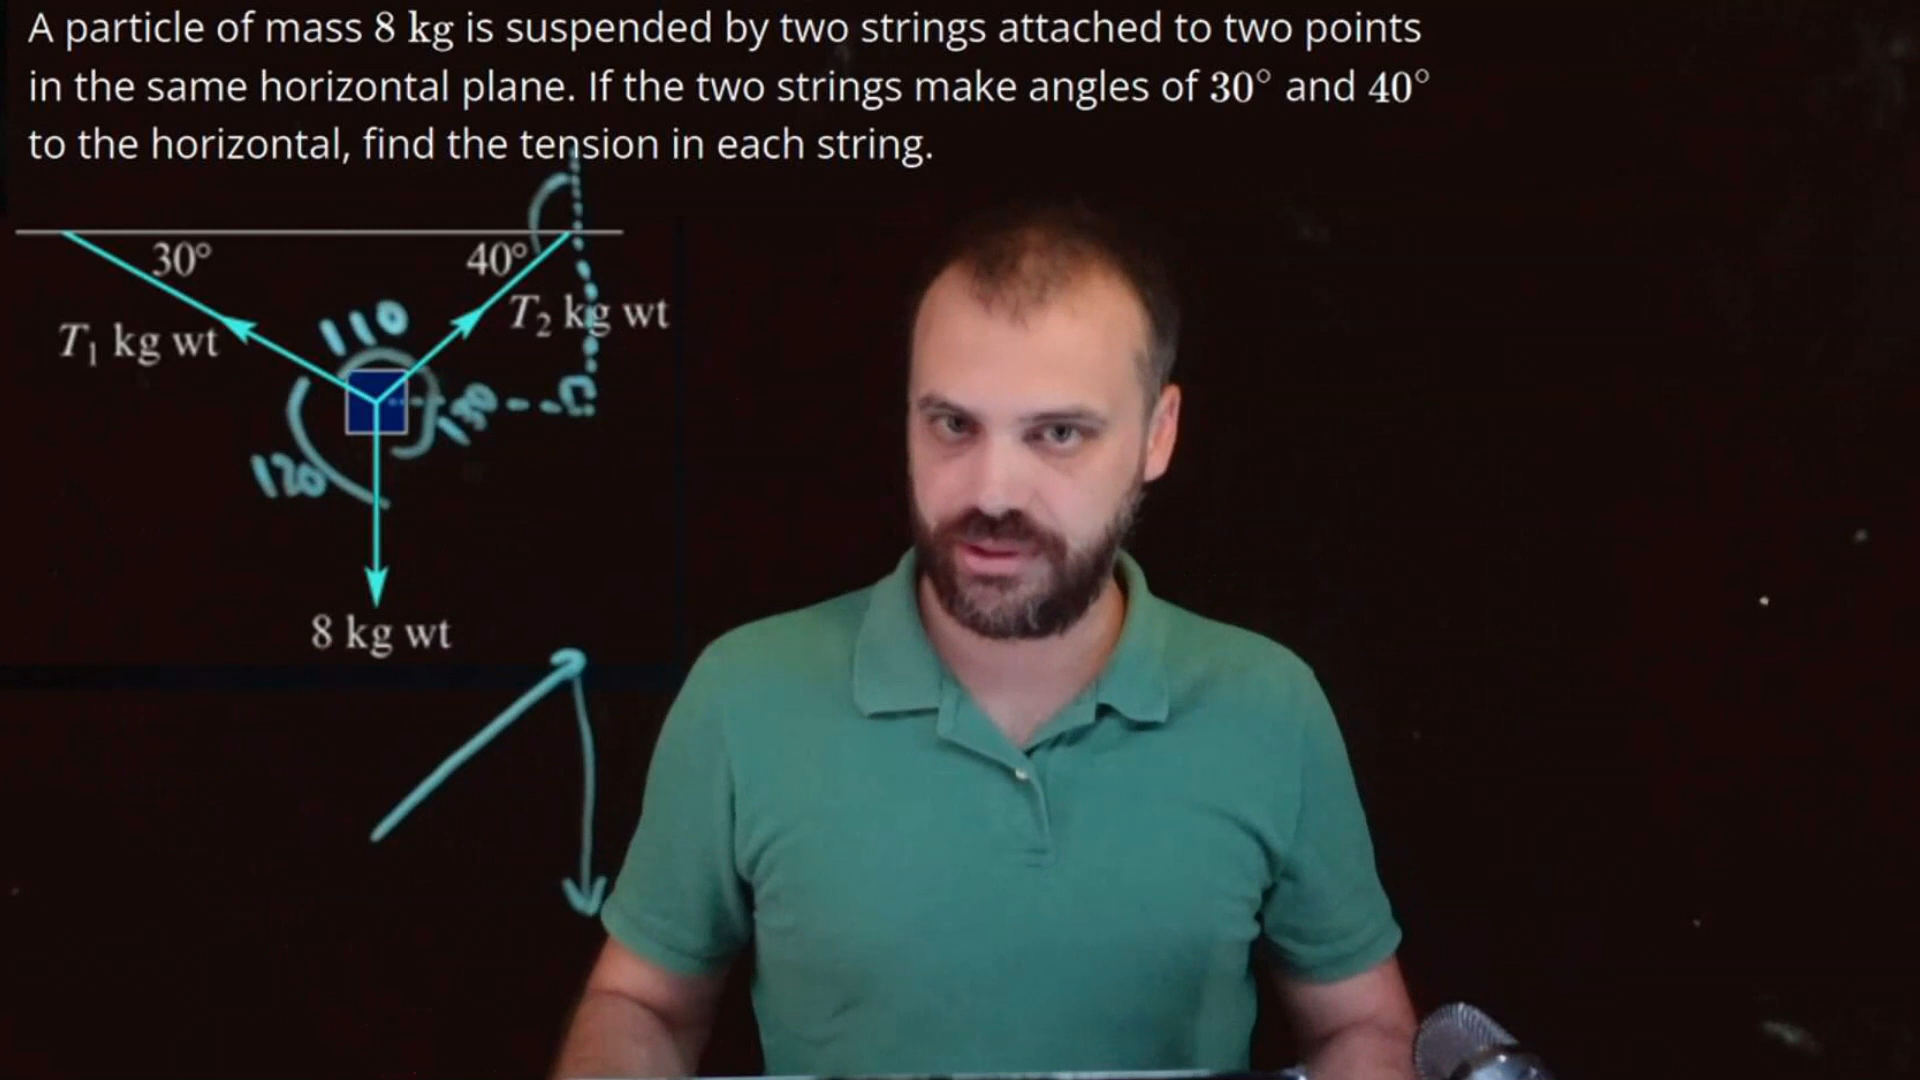 A particle of mass 8 kg is suspended by two strings attached to two points
in the same horizontal plane. If the two strings make angles of 30° and 40°
to the horizontal, find the tension in each string.
30°
40°
T₂ kg wt
110
T₁ kg wt
130
120
8 kg wt